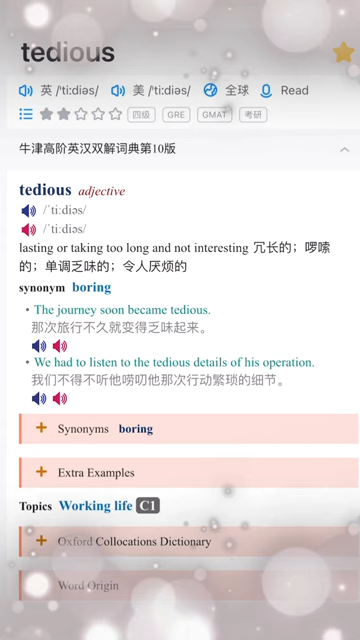 tedious
英 /'ti:diəs/ 美 /'ti:diəs/ 全球 Read
四级 GRE GMAT 考研
牛津高阶英汉双解词典第10版
tedious adjective
/ˈtiːdiəs/
/ˈtiːdiəs/
lasting or taking too long and not interesting 冗长的；啰嗦
的；单调乏味的；令人厌烦的
synonym boring
• The journey soon became tedious.
那次旅行不久就变得乏味起来。
• We had to listen to the tedious details of his operation.
我们不得不听他唠叨他那次行动繁琐的细节。
+ Synonyms boring
+ Extra Examples
Topics Working life C1
+ Oxford Collocations Dictionary
Word Origin